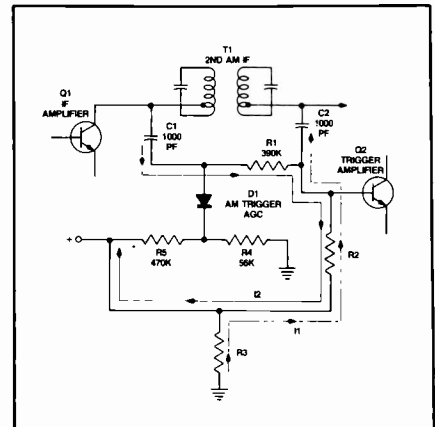 T1
2ND AM IF
Q1
IF
AMPLIFIER
C1
1000
PF
C2
1000
PF
R1
390K
Q2
TRIGGER
AMPLIFIER
D1
AM TRIGGER
AGC
+
R5
470K
R4
56K
R2
I2
I1
R3